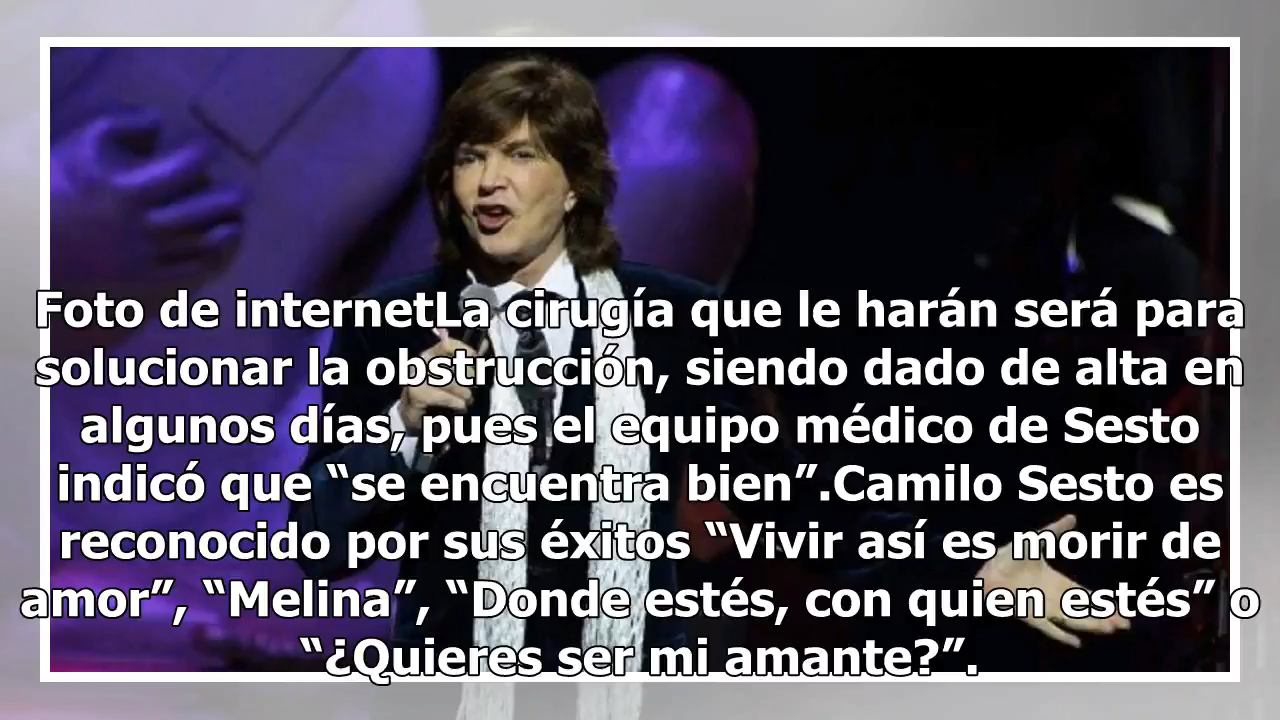 Foto de internetLa cirugía que le harán será para
solucionar la obstrucción, siendo dado de alta en
algunos días, pues el equipo médico de Sesto
indicó que “se encuentra bien”.Camilo Sesto es
reconocido por sus éxitos “Vivir así es morir de
amor”, “Melina”, “Donde estés, con quien estés” o
“¿Quieres ser mi amante?”.